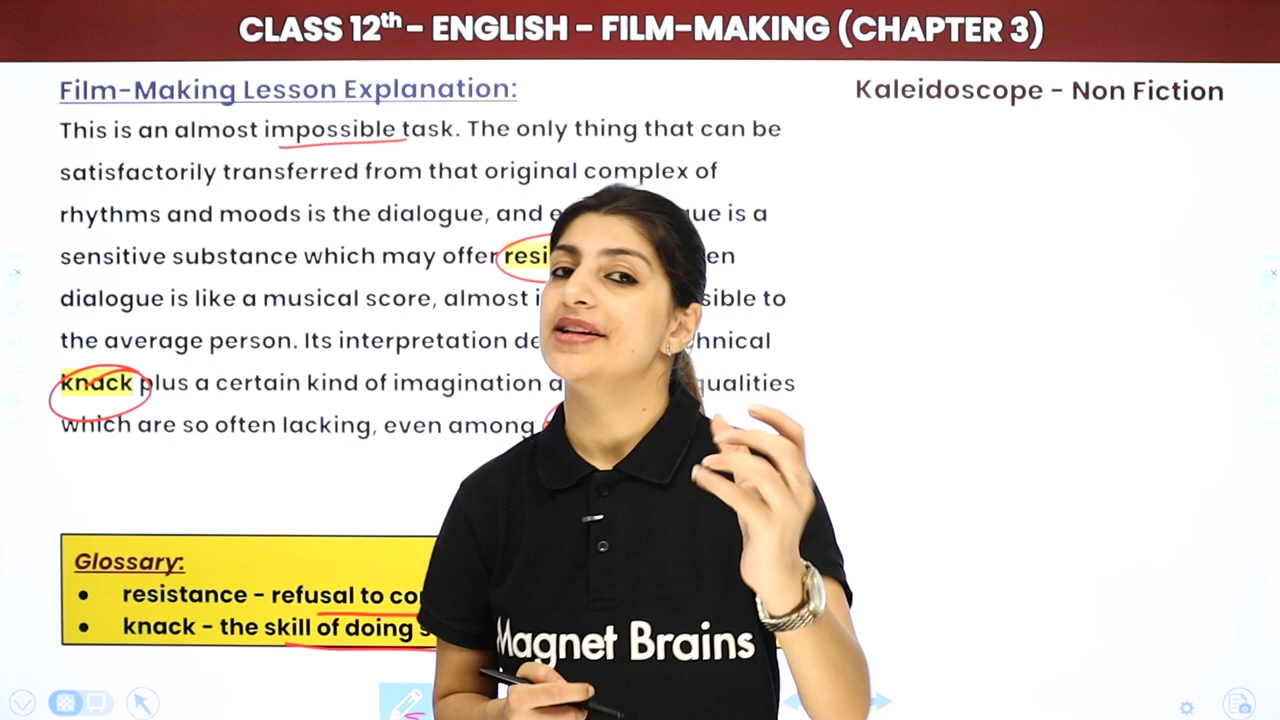 CLASS 12th - ENGLISH - FILM-MAKING (CHAPTER 3)
Film-Making Lesson Explanation:
Kaleidoscope - Non Fiction
This is an almost impossible task. The only thing that can be
satisfactorily transferred from that original complex of
rhythms and moods is the dialogue, and is a
sensitive substance which may offer
dialogue is like a musical score, almost to
the average person. Its interpretation
knack plus a certain kind of imagination qualities
which are so often lacking, even among
Glossary:
• resistance - refusal to
• knack - the skill of doing
Magnet Brains